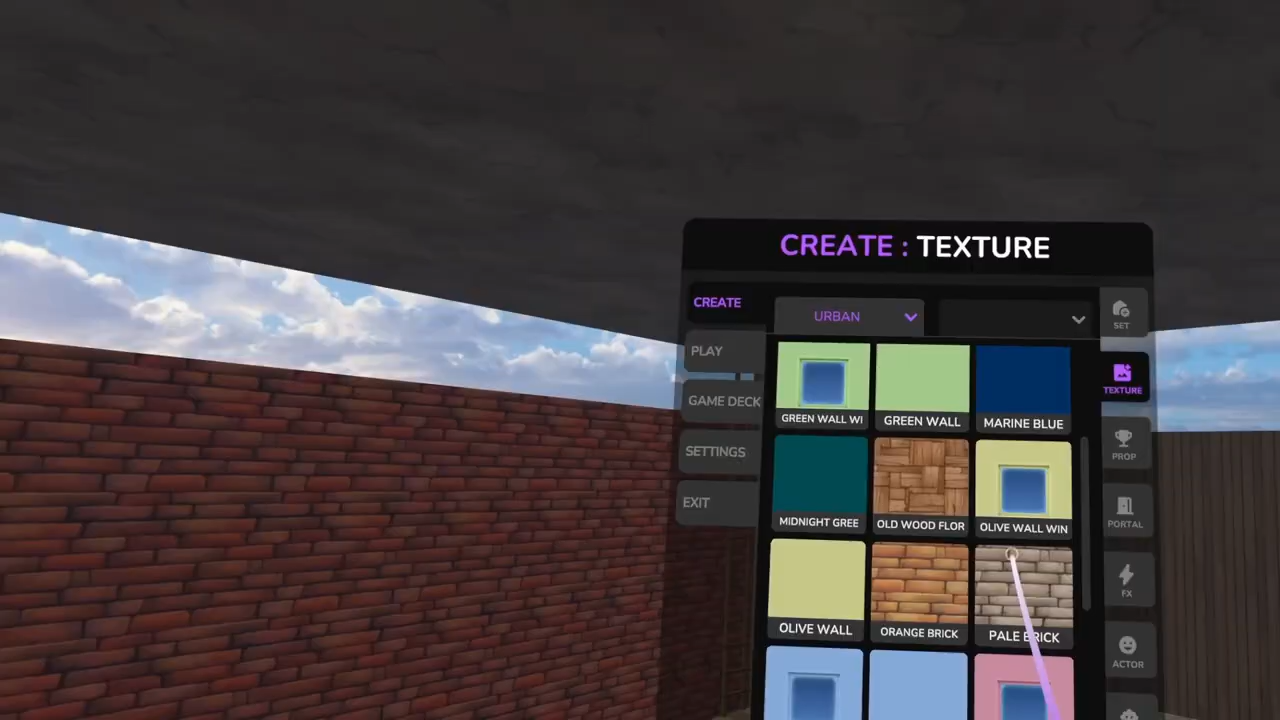 CREATE : TEXTURE
CREATE
URBAN
SET
PLAY
TEXTURE
GAME DECK
GREEN WALL WI
GREEN WALL
MARINE BLUE
SETTINGS
PROP
EXIT
MIDNIGHT GREE
OLD WOOD FLOR
OLIVE WALL WIN
PORTAL
FX
OLIVE WALL
ORANGE BRICK
PALE BRICK
ACTOR